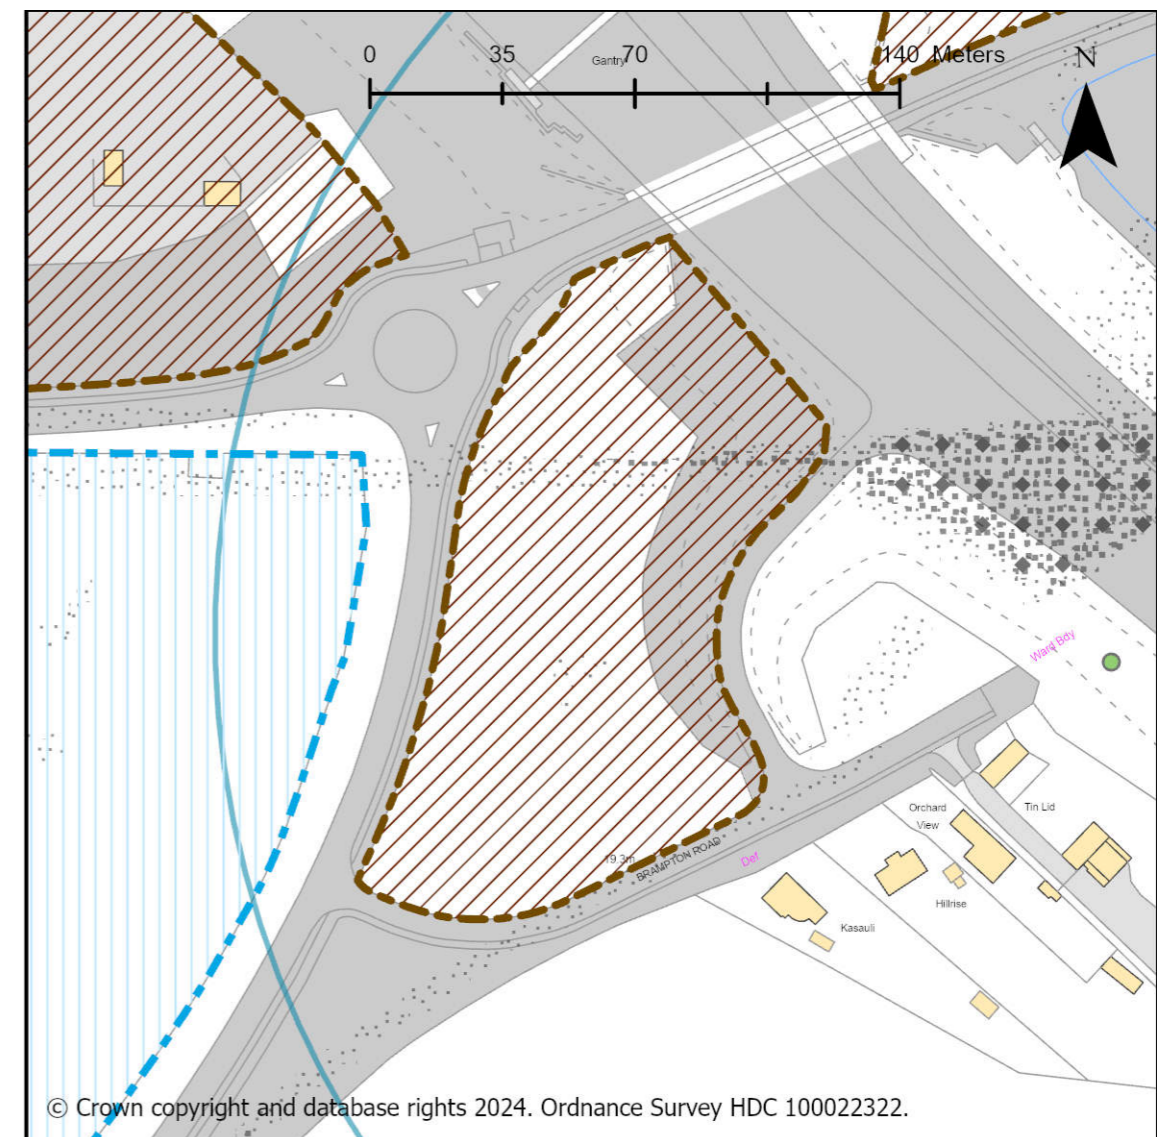 0 35 70 140 Meters
Gantry
N
Ward Bdy
Tin Lid
Orchard
View
19.3m
BRAMPTON ROAD
Def
Hillrise
Kasauli
© Crown copyright and database rights 2024. Ordnance Survey HDC 100022322.